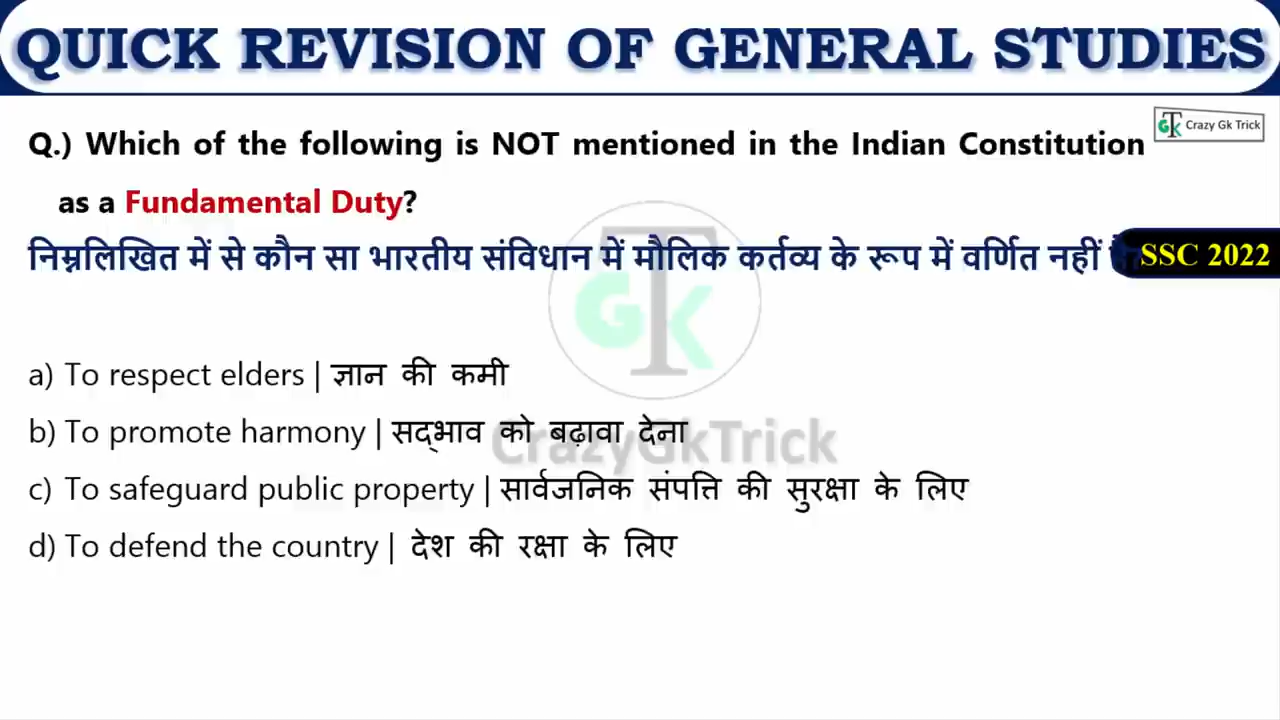 QUICK REVISION OF GENERAL STUDIES
GTK Crazy Gk Trick
Q.) Which of the following is NOT mentioned in the Indian Constitution
as a Fundamental Duty?
निम्नलिखित में से कौन सा भारतीय संविधान में मौलिक कर्तव्य के रूप में वर्णित नहीं
SSC 2022
GTK
a) To respect elders | ज्ञान की कमी
b) To promote harmony | सद्भाव को बढ़ावा देना
CrazyGkTrick
c) To safeguard public property | सार्वजनिक संपत्ति की सुरक्षा के लिए
d) To defend the country | देश की रक्षा के लिए